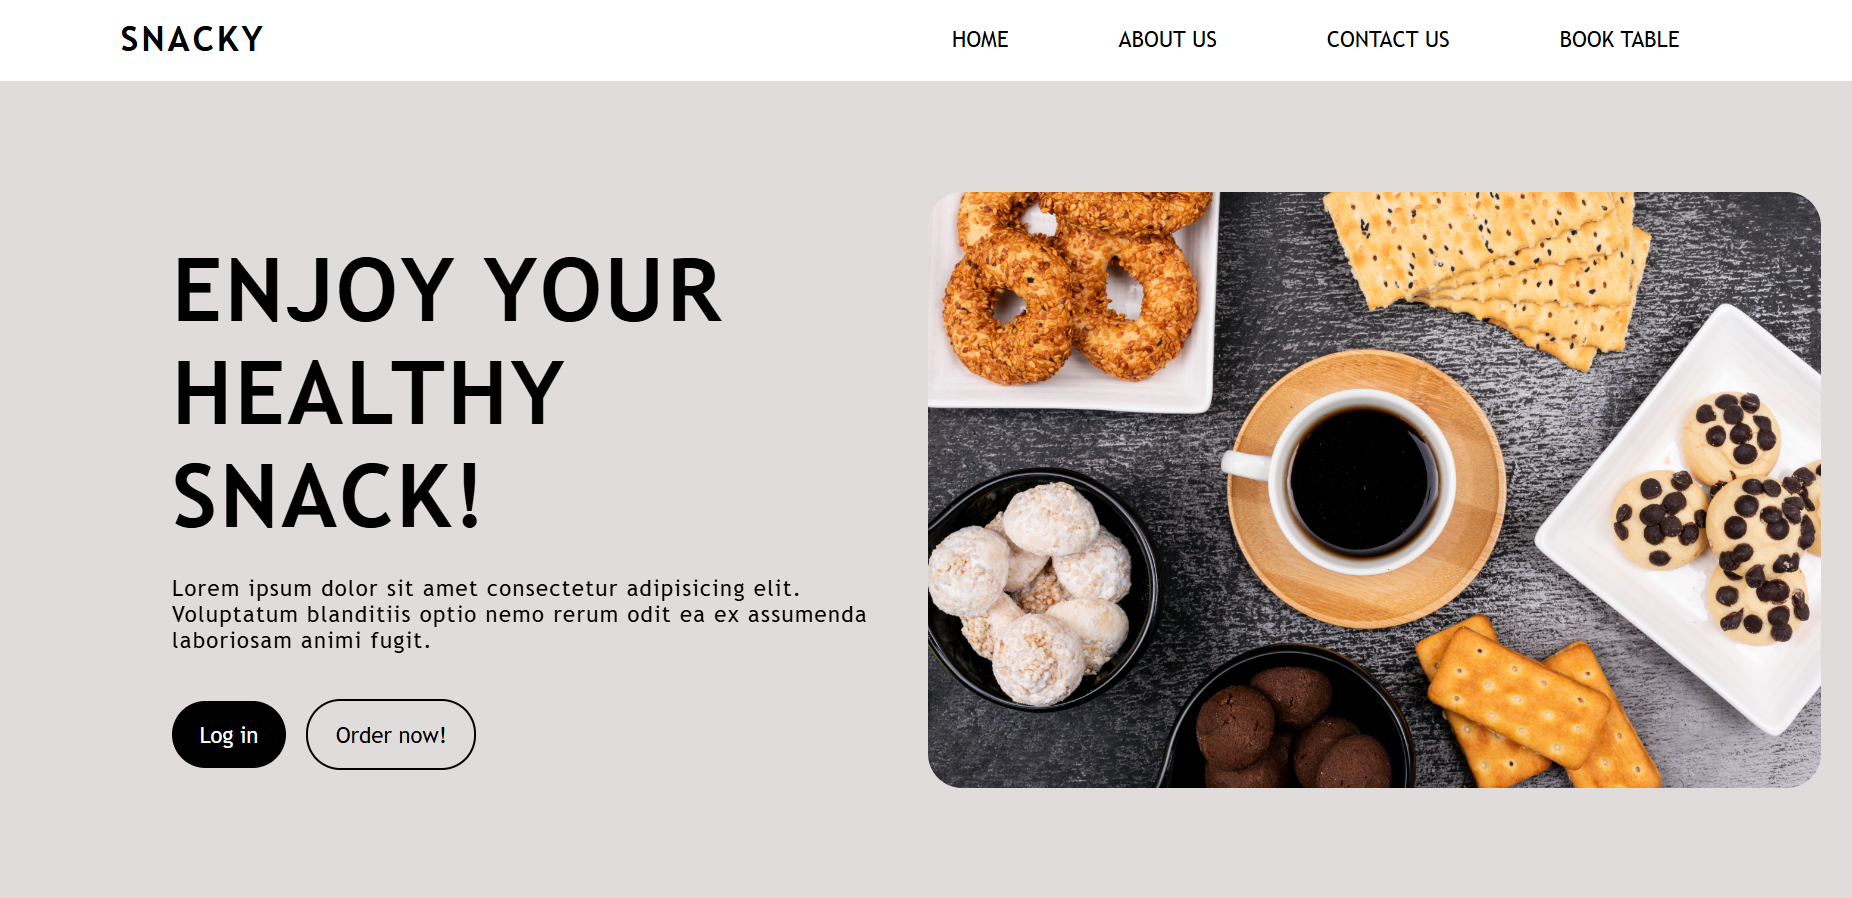 SNACKY
HOME
ABOUT US
CONTACT US
BOOK TABLE
ENJOY YOUR
HEALTHY
SNACK!
Lorem ipsum dolor sit amet consectetur adipisicing elit.
Voluptatum blanditiis optio nemo rerum odit ea ex assumenda
laboriosam animi fugit.
Log in
Order now!